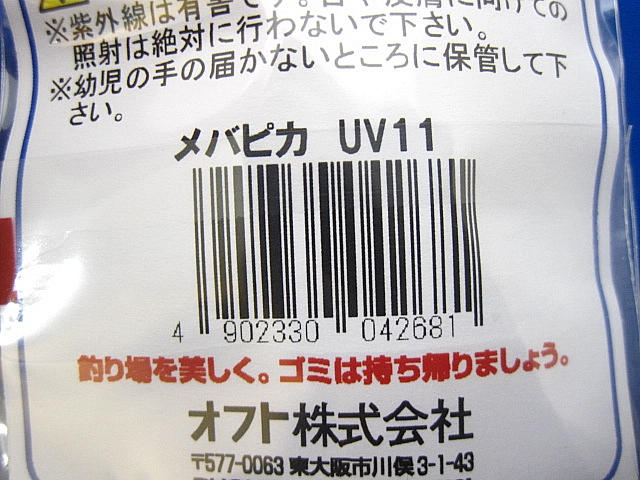 ※紫外線は有害です。目や皮膚に向けての
照射は絶対に行わないで下さい。
※幼児の手の届かないところに保管して下
さい。
メバピカ UV11
4 902330 042681
釣り場を美しく。ゴミは持ち帰りましょう。
オフト株式会社
〒577-0063 東大阪市川俣3-1-43